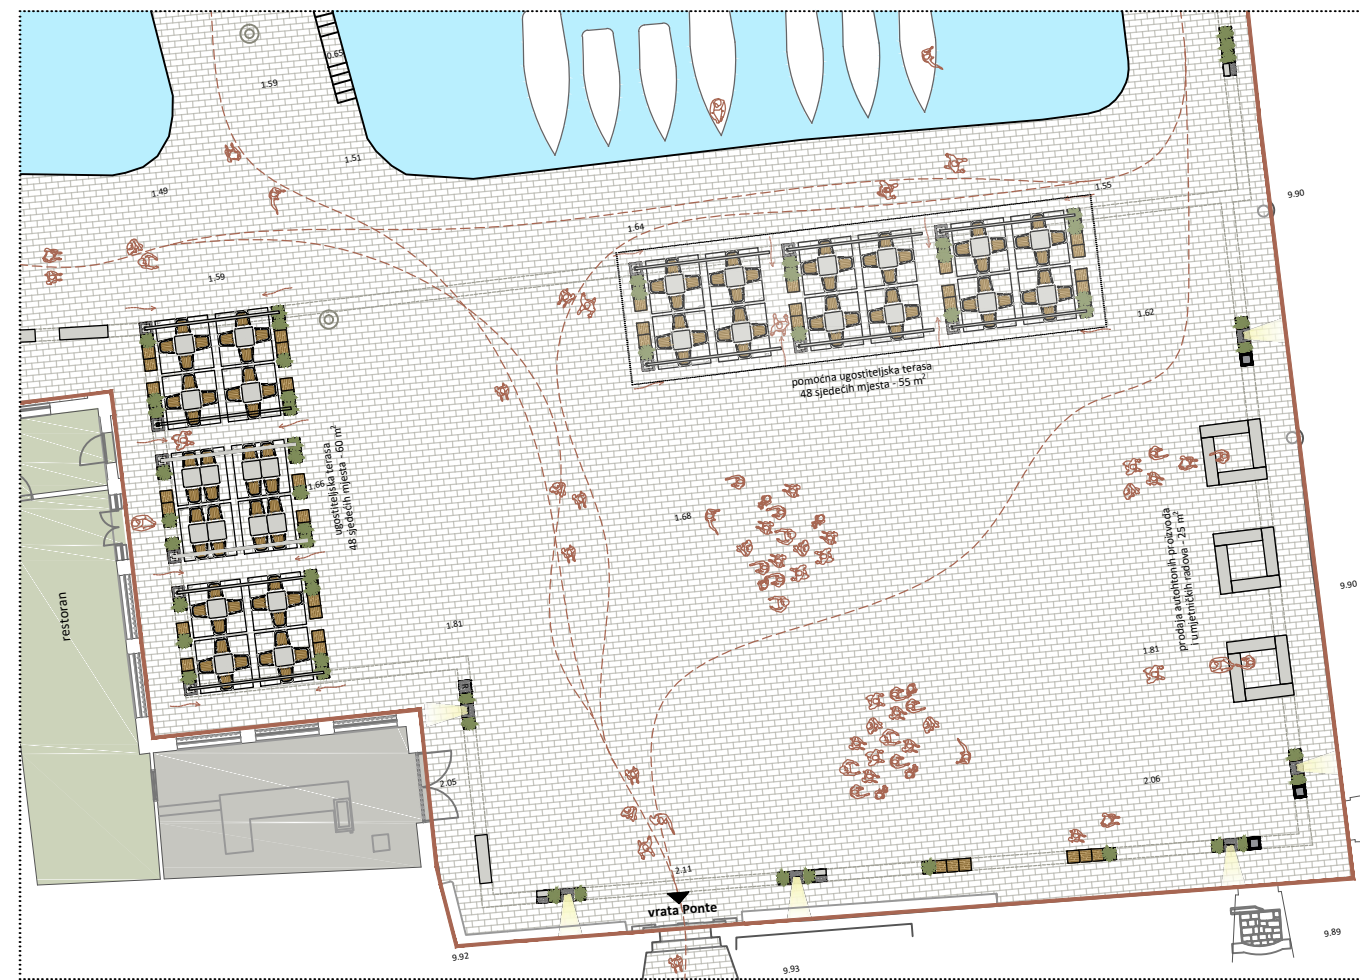 0.65
1.59
1.51
1.49
1.55
9.90
1.64
1.59
1.62
pomoćna ugostiteljska terasa
48 sjedećih mjesta - 55 m²
ugostiteljska terasa
48 sjedećih mjesta - 60 m²
1.66
1.68
prodaja autohtonih proizvoda
i umjetničkih radova - 25 m²
9.90
restoran
1.81
1.81
2.05
2.06
2.11
vrata Ponte
9.92
9.93
9.89